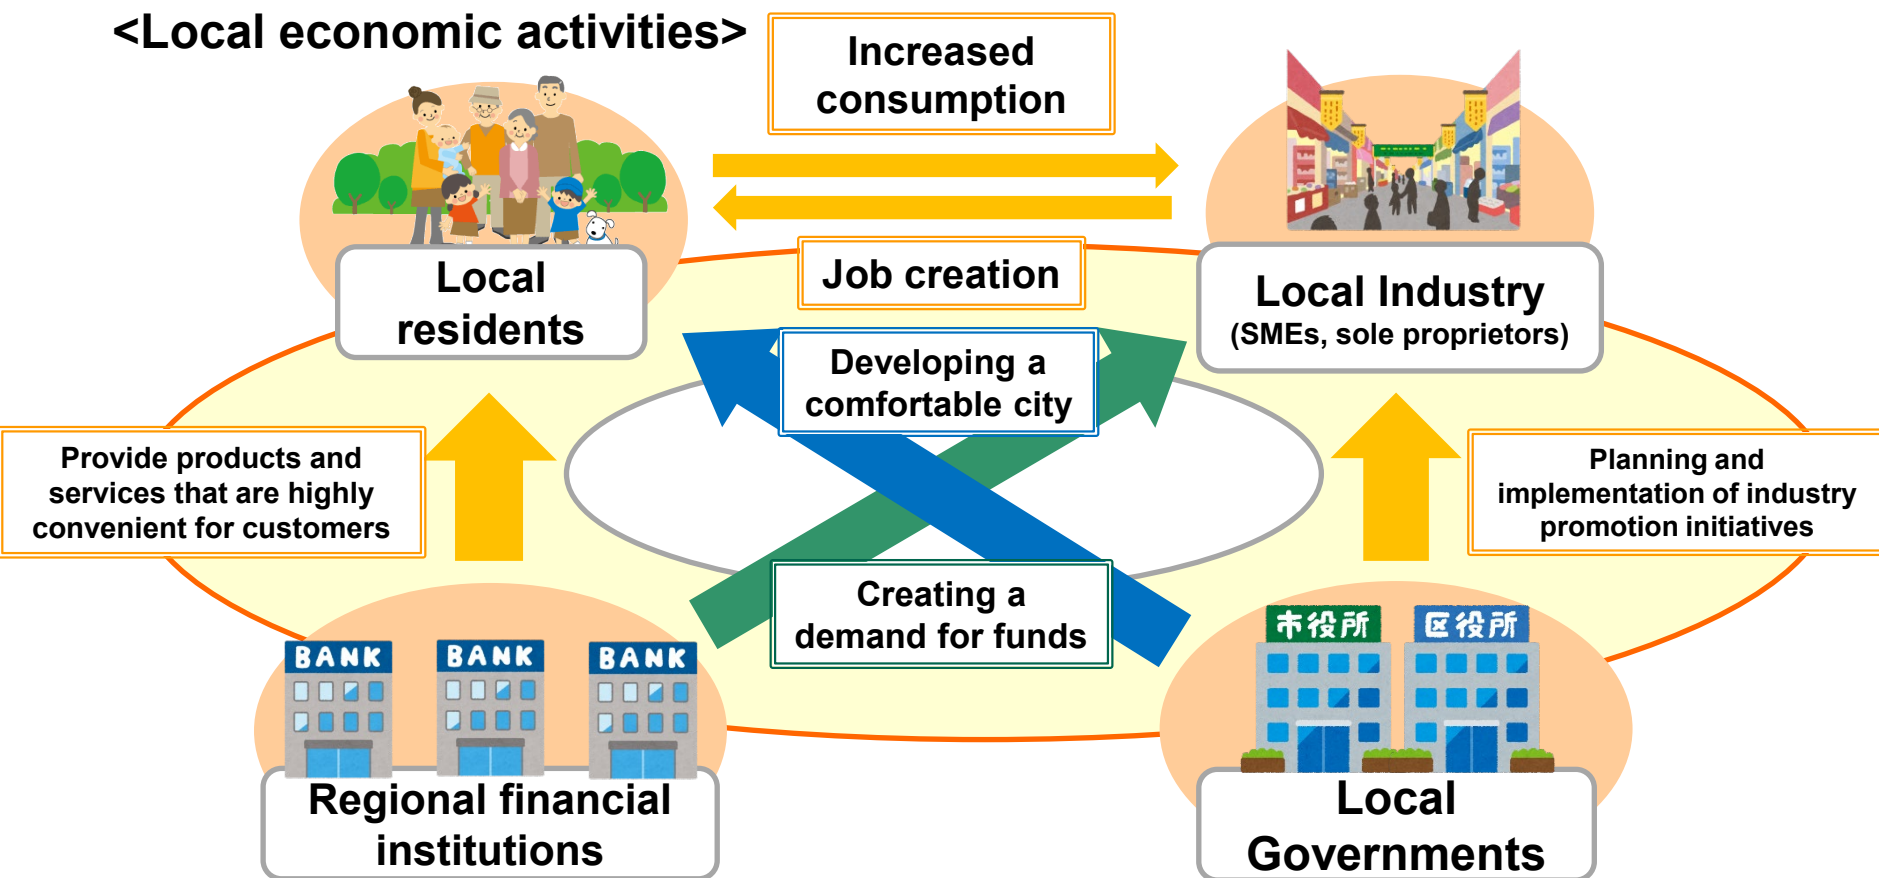 <Local economic activities>
Increased
consumption
Job creation
Local
residents
Local Industry
(SMEs, sole proprietors)
Developing a
comfortable city
Provide products and
services that are highly
convenient for customers
Planning and
implementation of industry
promotion initiatives
Creating a
demand for funds
BANK
BANK
BANK
市役所
区役所
Regional financial
institutions
Local
Governments